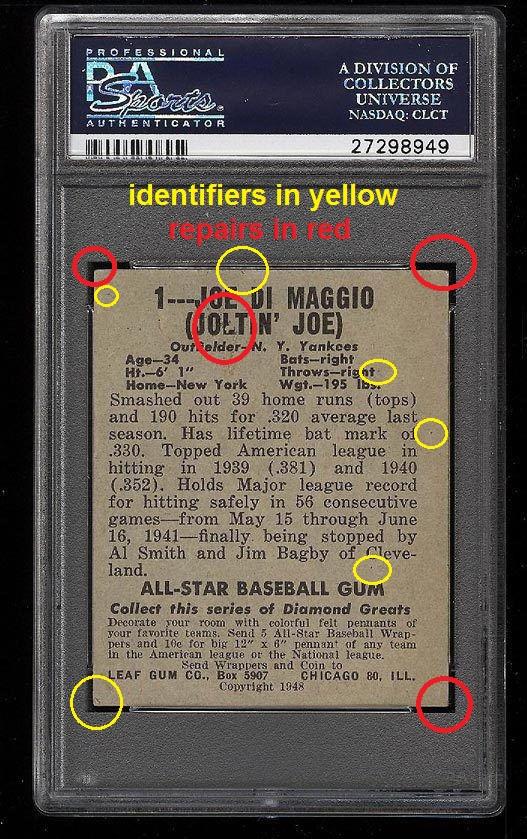 PROFESSIONAL
PSA
Sports
AUTHENTICATOR
A DIVISION OF
COLLECTORS
UNIVERSE
NASDAQ: CLCT
27298949
identifiers in yellow
repairs in red
1---JOE DI MAGGIO
(JOLTIN' JOE)
Outfielder—N. Y. Yankees
Age—34 Bats—right
Ht.—6' 1" Throws—right
Home—New York Wgt.—195 lbs.
Smashed out 39 home runs (tops)
and 190 hits for .320 average last
season. Has lifetime bat mark of
.330. Topped American league in
hitting in 1939 (.381) and 1940
(.352). Holds Major league record
for hitting safely in 56 consecutive
games—from May 15 through June
16, 1941—finally being stopped by
Al Smith and Jim Bagby of Cleve-
land.
ALL-STAR BASEBALL GUM
Collect this series of Diamond Greats
Decorate your room with colorful felt pennants of
your favorite teams. Send 5 All-Star Baseball Wrap-
pers and 10c for big 12" x 6" pennant of any team
in the American league or the National league.
Send Wrappers and Coin to
LEAF GUM CO., Box 5907 CHICAGO 80, ILL.
Copyright 1948